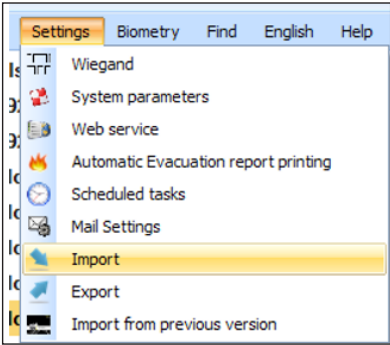 Settings Biometry Find English Help
Wiegand
System parameters
Web service
Automatic Evacuation report printing
Scheduled tasks
Mail Settings
Import
Export
Import from previous version